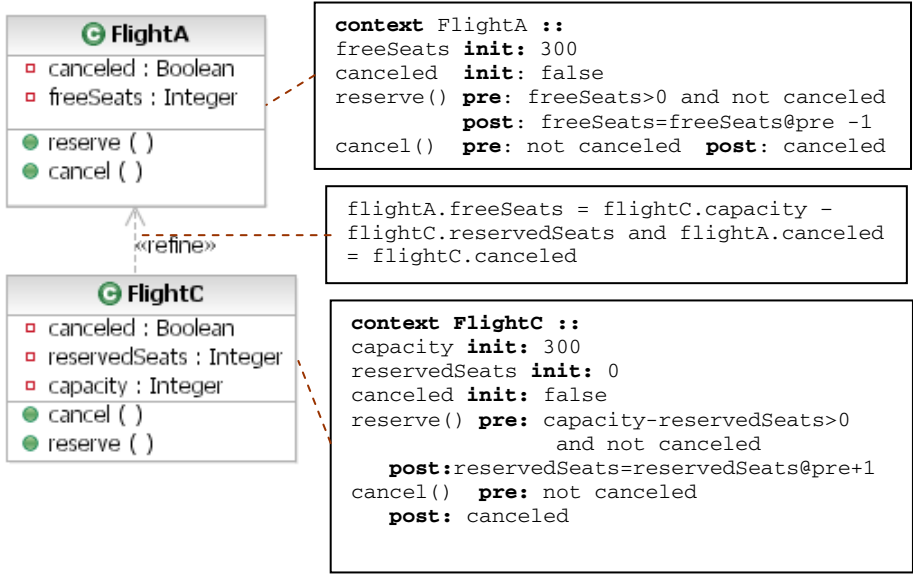 FlightA
canceled : Boolean
freeSeats : Integer
reserve ( )
cancel ( )
context FlightA ::
freeSeats init: 300
canceled init: false
reserve() pre: freeSeats>0 and not canceled
post: freeSeats=freeSeats@pre -1
cancel() pre: not canceled post: canceled
«refine»
flightA.freeSeats = flightC.capacity –
flightC.reservedSeats and flightA.canceled
= flightC.canceled
FlightC
canceled : Boolean
reservedSeats : Integer
capacity : Integer
cancel ( )
reserve ( )
context FlightC ::
capacity init: 300
reservedSeats init: 0
canceled init: false
reserve() pre: capacity-reservedSeats>0
and not canceled
post:reservedSeats=reservedSeats@pre+1
cancel() pre: not canceled
post: canceled